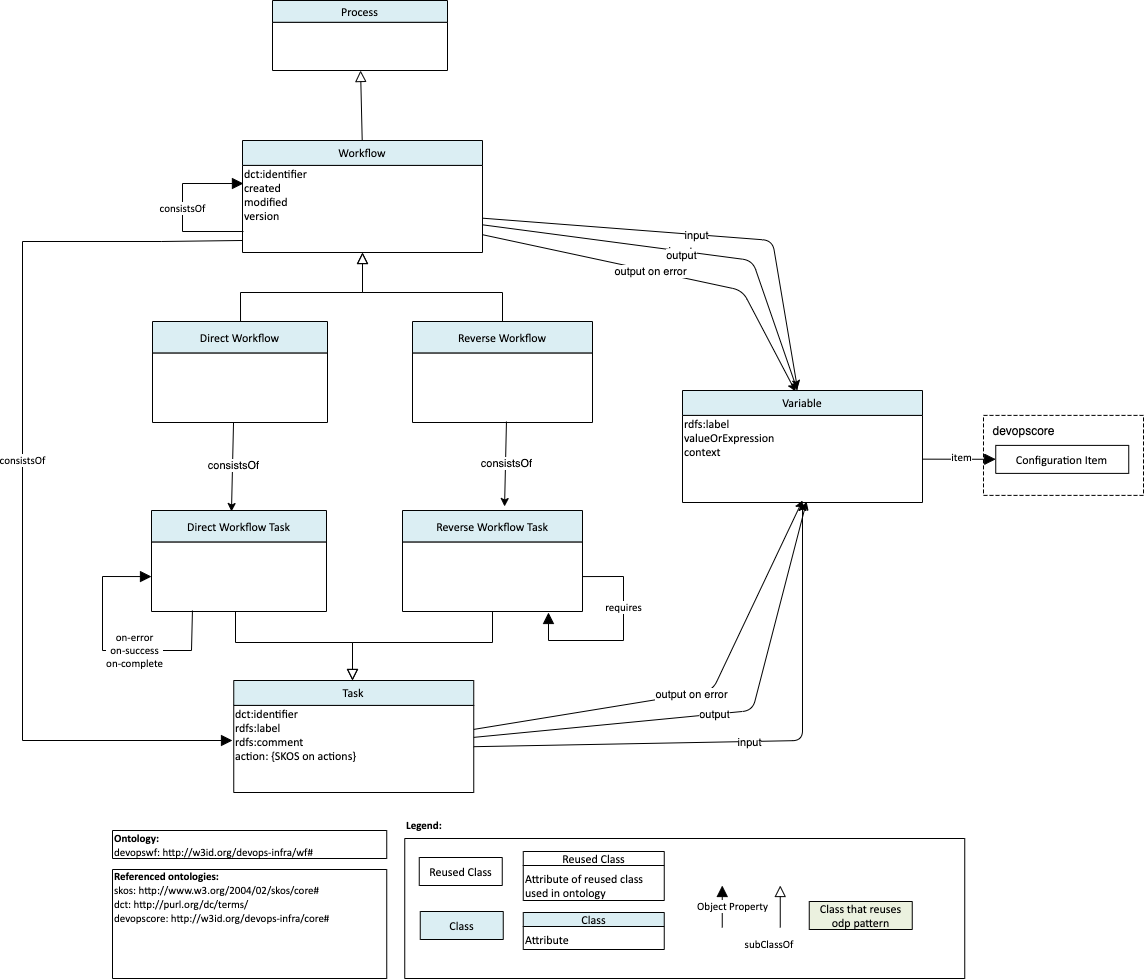 Process
Workflow
dct:identifier
created
modified
version
consistsOf
input
output
output on error
Direct Workflow
Reverse Workflow
Variable
rdfs:label
valueOrExpression
context
devopscore
item
Configuration Item
consistsOf
consistsOf
consistsOf
Direct Workflow Task
Reverse Workflow Task
requires
on-error
on-success
on-complete
Task
dct:identifier
rdfs:label
rdfs:comment
action: {SKOS on actions}
output on error
output
input
Ontology:
devopswf: http://w3id.org/devops-infra/wf#
Referenced ontologies:
skos: http://www.w3.org/2004/02/skos/core#
dct: http://purl.org/dc/terms/
devopscore: http://w3id.org/devops-infra/core#
Legend:
Reused Class
Reused Class
Attribute of reused class
used in ontology
Class
Class
Attribute
Object Property
subClassOf
Class that reuses
odp pattern